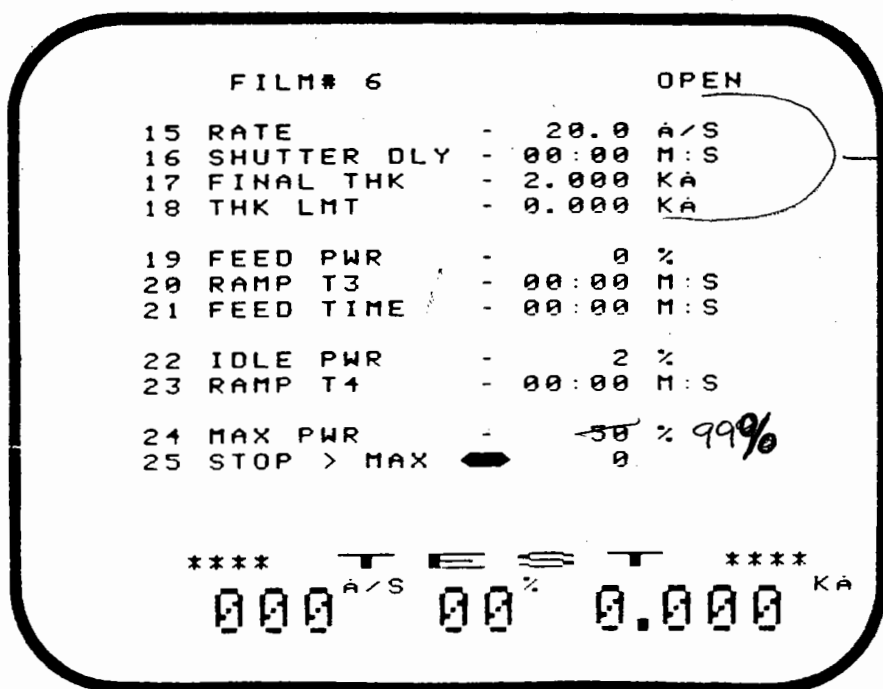 FILM# 6 OPEN
15 RATE - 20.0 Å/S
16 SHUTTER DLY - 00:00 M:S
17 FINAL THK - 2.000 KÅ
18 THK LMT - 0.000 KÅ
19 FEED PWR - 0 %
20 RAMP T3 - 00:00 M:S
21 FEED TIME - 00:00 M:S
22 IDLE PWR - 2 %
23 RAMP T4 - 00:00 M:S
24 MAX PWR - 50 % 99%
25 STOP > MAX 0
**** TEST ****
000 Å/S 00 % 0.000 KÅ